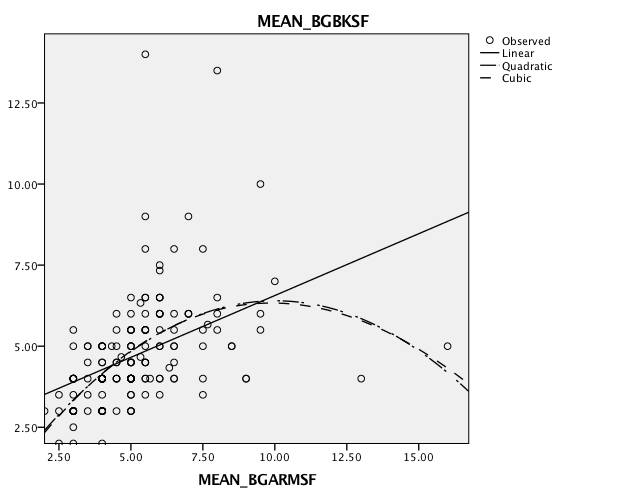 MEAN_BGBKSF
Observed
Linear
Quadratic
Cubic
12.50
10.00
7.50
5.00
2.50
2.50 5.00 7.50 10.00 12.50 15.00
MEAN_BGARMSF